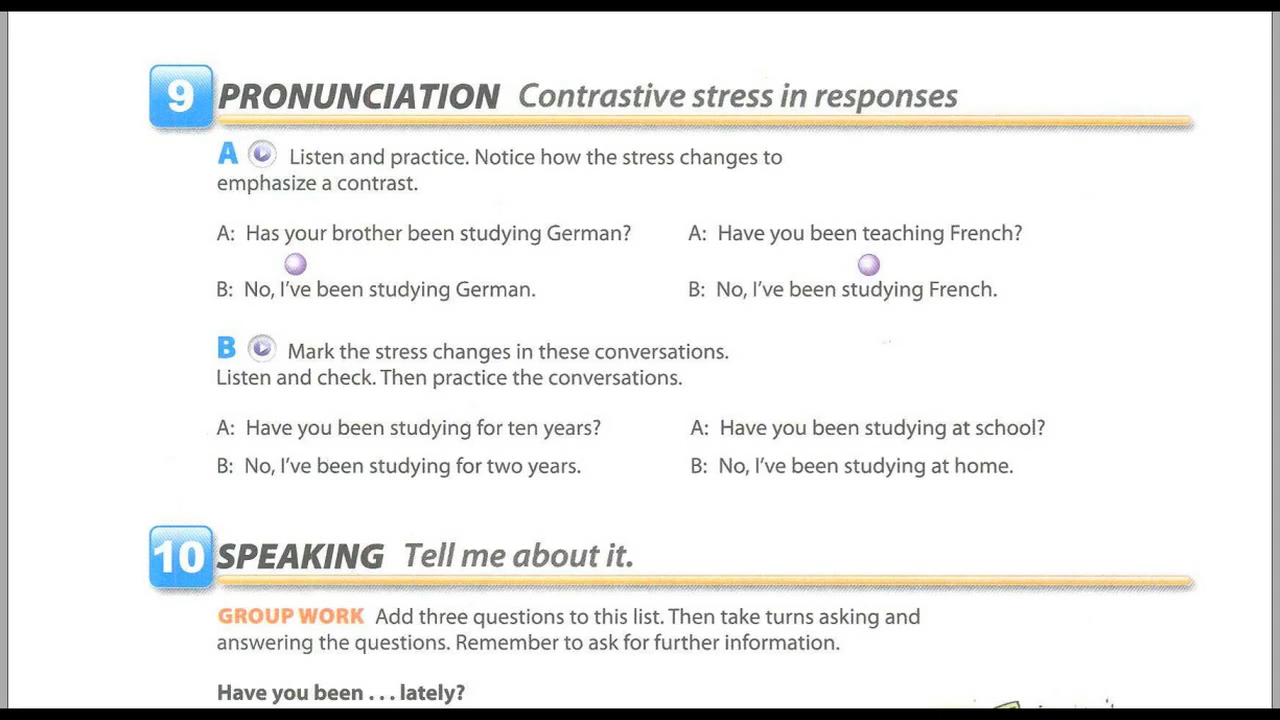 9 PRONUNCIATION Contrastive stress in responses
A Listen and practice. Notice how the stress changes to
emphasize a contrast.
A: Has your brother been studying German?
B: No, I've been studying German.
A: Have you been teaching French?
B: No, I've been studying French.
B Mark the stress changes in these conversations.
Listen and check. Then practice the conversations.
A: Have you been studying for ten years?
B: No, I've been studying for two years.
A: Have you been studying at school?
B: No, I've been studying at home.
10 SPEAKING Tell me about it.
GROUP WORK Add three questions to this list. Then take turns asking and
answering the questions. Remember to ask for further information.
Have you been . . . lately?